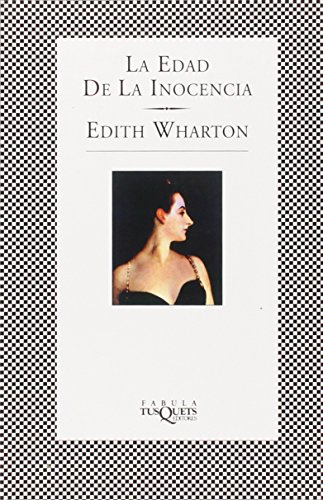 LA EDAD
DE LA INOCENCIA
EDITH WHARTON
FABULA
TUSQUETS
EDITORES